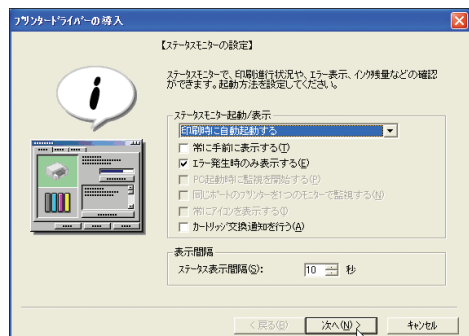 プリンタードライバーの導入
【ステータスモニターの設定】
ステータスモニターで、印刷進行状況や、エラー表示、インク残量などの確認
ができます。起動方法を設定してください。
ステータスモニター起動/表示
印刷時に自動起動する
常に手前に表示する(T)
エラー発生時のみ表示する(E)
PC起動時に監視を開始する(P)
同じポートのプリンターを1つのモニターで監視する(N)
常にアイコンを表示する(I)
カートリッジ交換通知を行う(A)
表示間隔
ステータス表示間隔(S): 10 秒
< 戻る(B) 次へ(N) > キャンセル